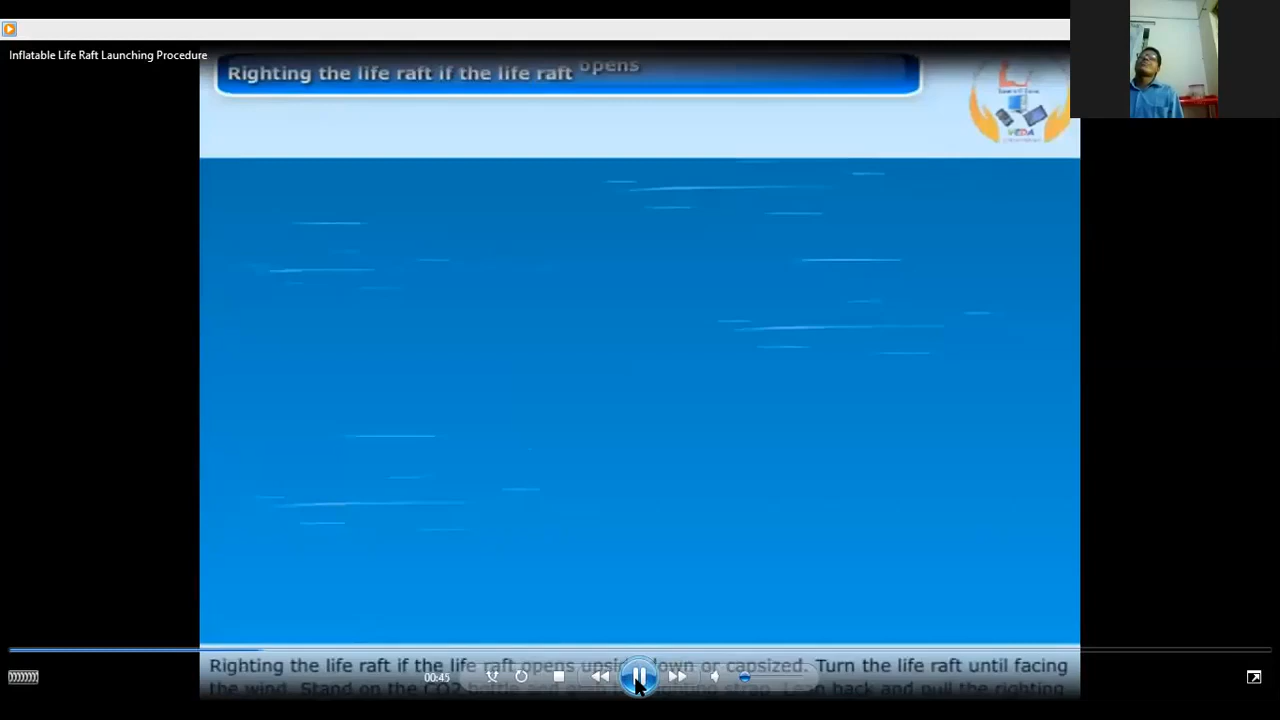 Inflatable Life Raft Launching Procedure
Righting the life raft if the life raft opens
VEDA
Righting the life raft if the life raft opens upside down or capsized. Turn the life raft until facing
the wind. Stand on the CO2 bottle and grab the righting strap. Lean back and pull the righting
00:45